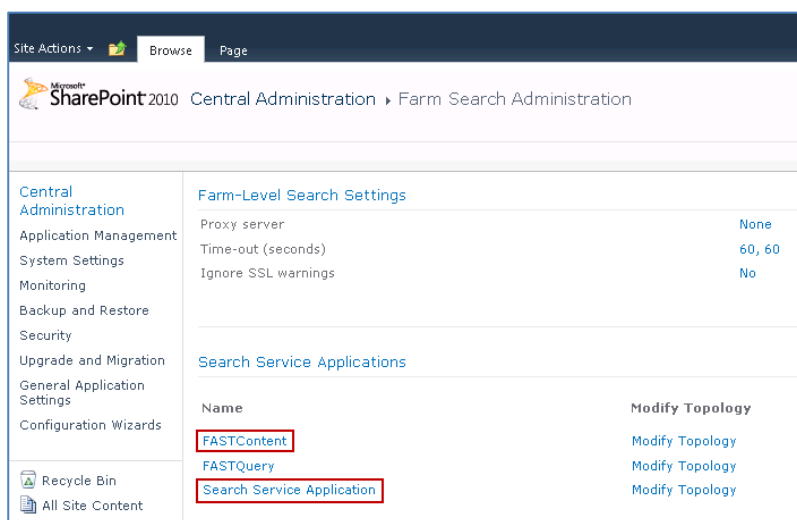 Site Actions
Browse
Page
Microsoft
SharePoint 2010 Central Administration Farm Search Administration
Central
Administration
Application Management
System Settings
Monitoring
Backup and Restore
Security
Upgrade and Migration
General Application
Settings
Configuration Wizards
Recycle Bin
All Site Content
Farm-Level Search Settings
Proxy server None
Time-out (seconds) 60, 60
Ignore SSL warnings No
Search Service Applications
Name Modify Topology
FASTContent Modify Topology
FASTQuery Modify Topology
Search Service Application Modify Topology